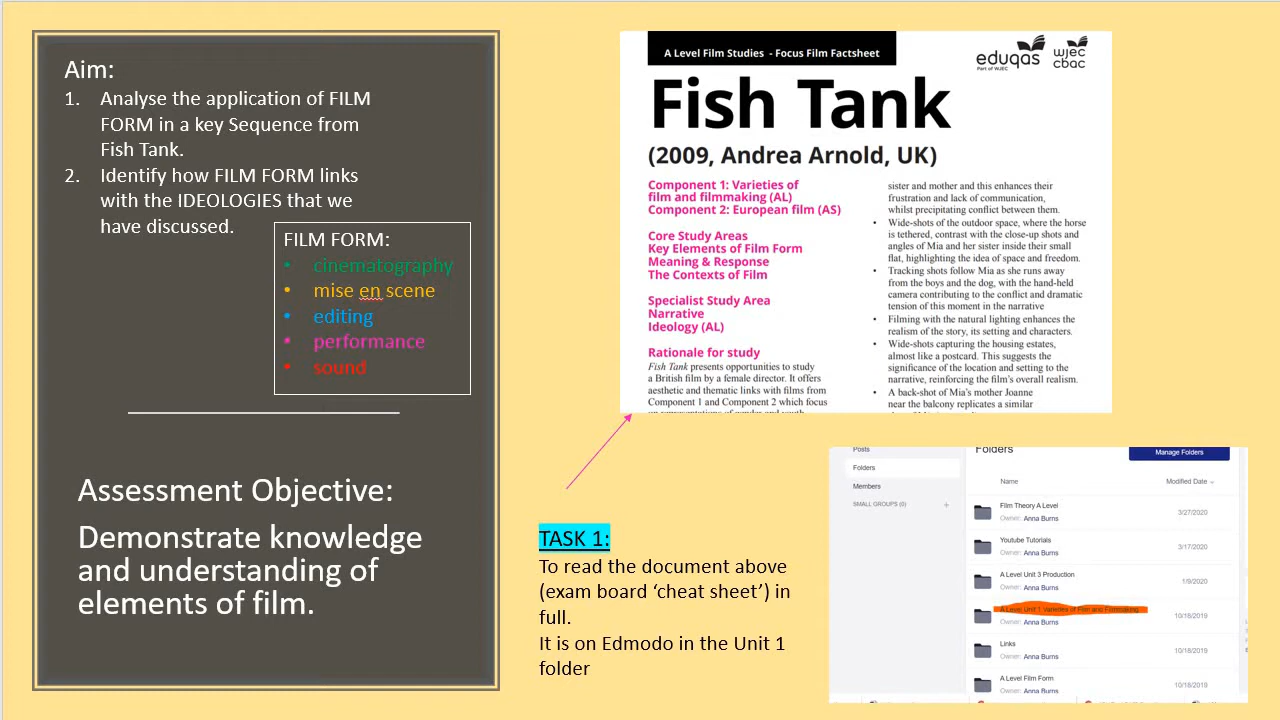 Aim:
1. Analyse the application of FILM
FORM in a key Sequence from
Fish Tank.
2. Identify how FILM FORM links
with the IDEOLOGIES that we
have discussed.
FILM FORM:
• cinematography
• mise en scene
• editing
• performance
• sound
Assessment Objective:
Demonstrate knowledge
and understanding of
elements of film.
A Level Film Studies - Focus Film Factsheet
eduqas
Part of WJEC
wjec
cbac
Fish Tank
(2009, Andrea Arnold, UK)
Component 1: Varieties of
film and filmmaking (AL)
Component 2: European film (AS)
Core Study Areas
Key Elements of Film Form
Meaning & Response
The Contexts of Film
Specialist Study Area
Narrative
Ideology (AL)
Rationale for study
Fish Tank presents opportunities to study
a British film by a female director. It offers
aesthetic and thematic links with films from
Component 1 and Component 2 which focus
sister and mother and this enhances their
frustration and lack of communication,
whilst precipitating conflict between them.
• Wide-shots of the outdoor space, where the horse
is tethered, contrast with the close-up shots and
angles of Mia and her sister inside their small
flat, highlighting the idea of space and freedom.
• Tracking shots follow Mia as she runs away
from the boys and the dog, with the hand-held
camera contributing to the conflict and dramatic
tension of this moment in the narrative
• Filming with the natural lighting enhances the
realism of the story, its setting and characters.
• Wide-shots capturing the housing estates,
almost like a postcard. This suggests the
significance of the location and setting to the
narrative, reinforcing the film's overall realism.
• A back-shot of Mia's mother Joanne
near the balcony replicates a similar
TASK 1:
To read the document above
(exam board ‘cheat sheet’) in
full.
It is on Edmodo in the Unit 1
folder
Posts
Folders
Members
SMALL GROUPS (0) +
Folders
Manage Folders
Name Modified Date
Film Theory A Level
Owner: Anna Burns 3/27/2020
Youtube Tutorials
Owner: Anna Burns 3/17/2020
A Level Unit 3 Production
Owner: Anna Burns 1/9/2020
A Level Unit 1 Varieties of Film and Filmmaking
Owner: Anna Burns 10/18/2019
Links
Owner: Anna Burns 10/18/2019
A Level Film Form
Owner: Anna Burns 10/18/2019